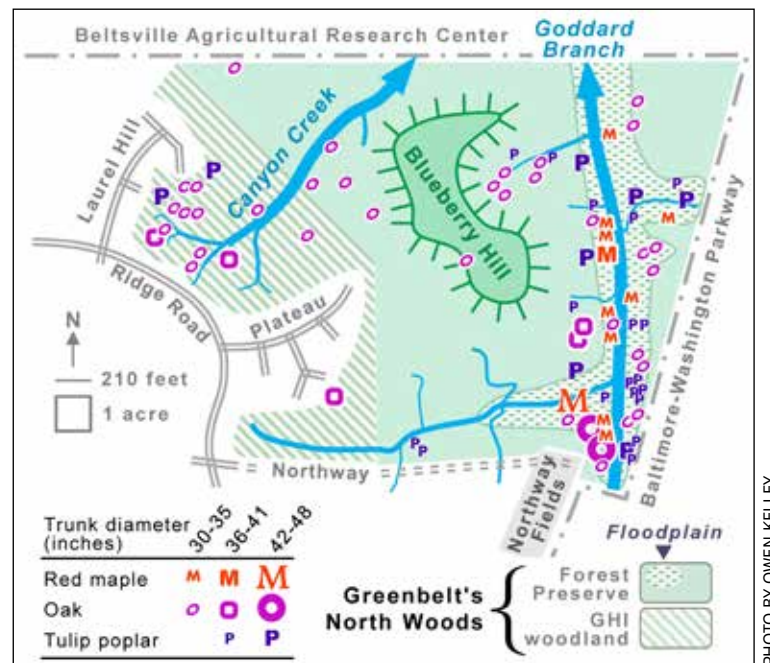 Beltsville Agricultural Research Center
Goddard
Branch
Laurel Hill
Canyon Creek
Blueberry Hill
Ridge Road
Plateau
N
210 feet
1 acre
Northway
Northway
Fields
Baltimore-Washington Parkway
Trunk diameter
(inches)
30-35
36-41
42-48
Red maple M M M
Oak O O O
Tulip poplar P P
Greenbelt's
North Woods
Floodplain
Forest
Preserve
GHI
woodland
PHOTO BY OWEN KELLEY